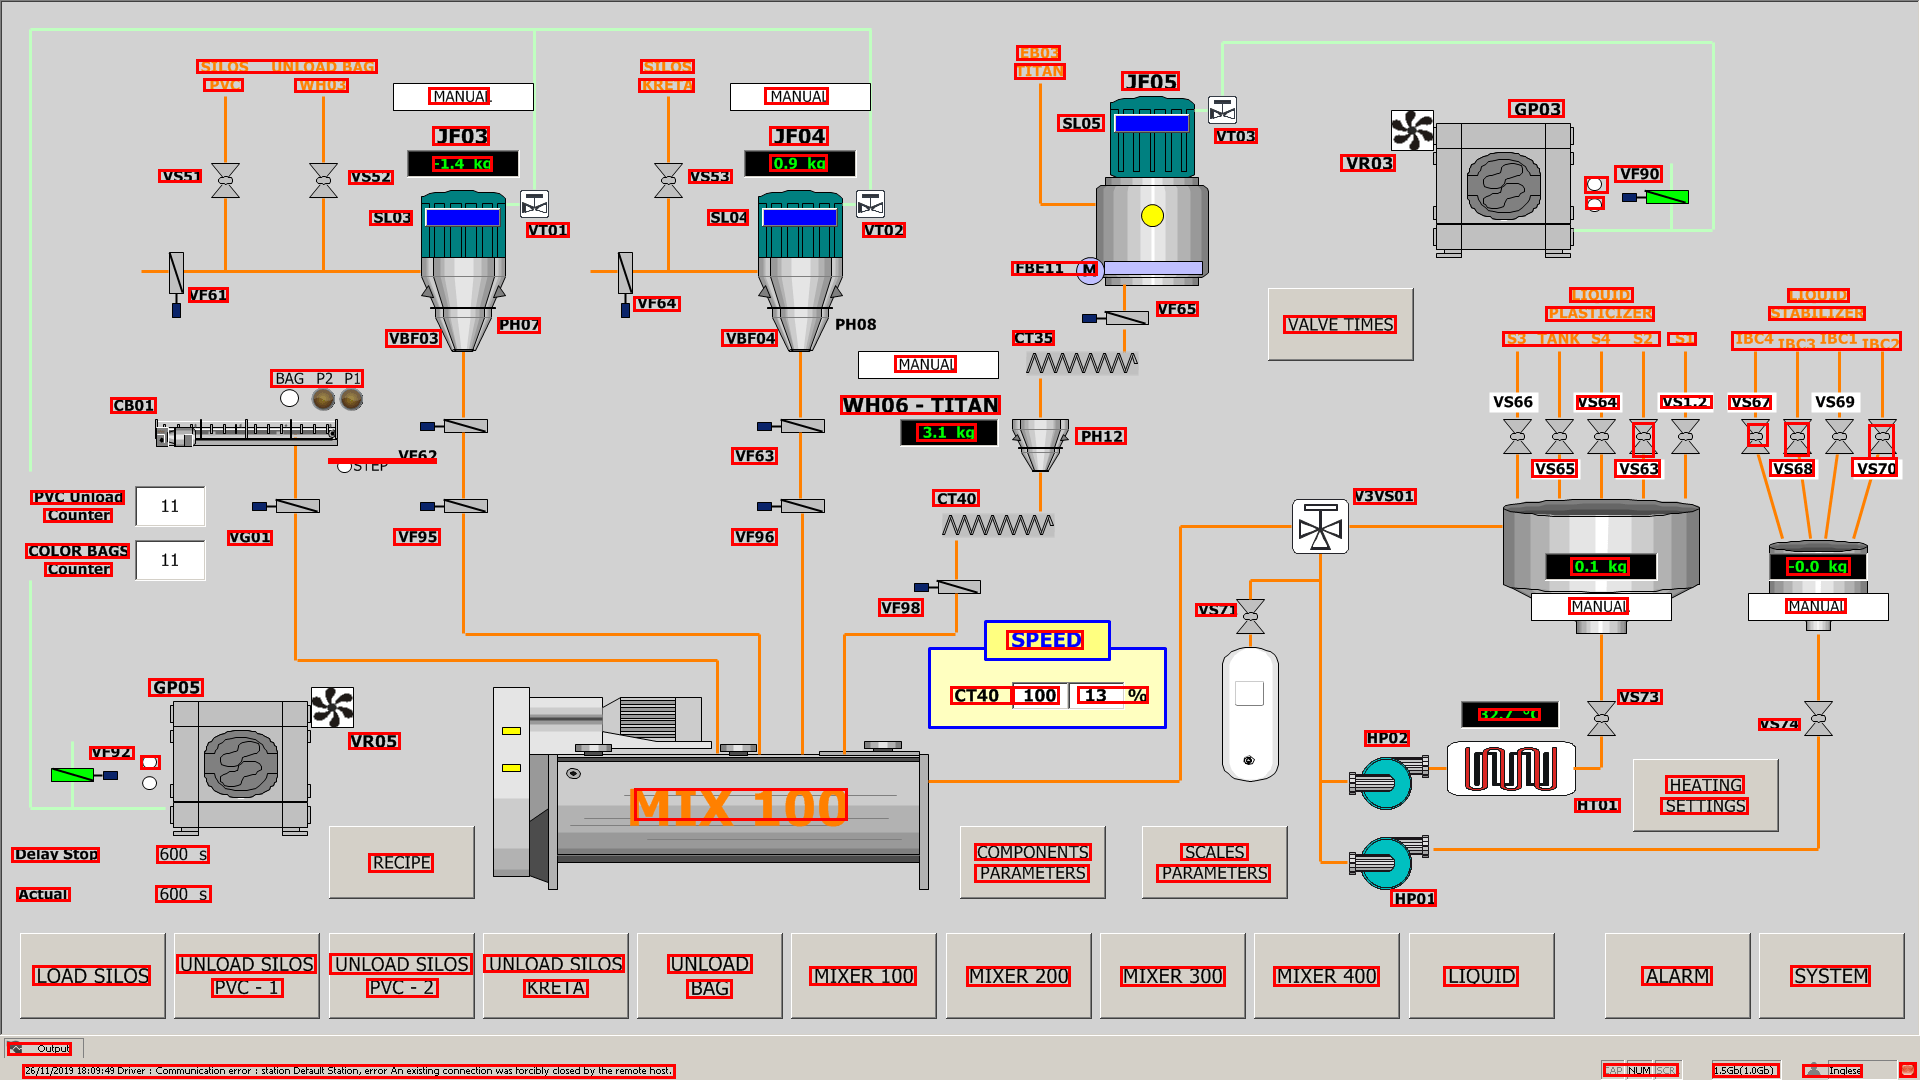 SILOS UNLOAD BAG
PVC WH03
MANUAL
JF03
-1.4 kg
VS51
VS52
SL03
VT01
VF61
PH07
VBF03
SILOS
KRETA
MANUAL
JF04
0.9 kg
VS53
SL04
VT02
VF64
PH08
VBF04
EB03
TITAN
JF05
SL05
VT03
FBE11 M
VF65
CT35
GP03
VR03
VF90
VALVE TIMES
LIQUID
PLASTICIZER
S3 TANK S4 S2 S1
LIQUID
STABILIZER
IBC4 IBC3 IBC1 IBC2
VS66 VS64 VS1.2 VS67 VS69
VS65 VS63 VS68 VS70
MANUAL
WH06 - TITAN
3.1 kg
PH12
BAG P2 P1
CB01
VF62
STEP
VF63
CT40
V3VS01
PVC Unload
Counter
11
COLOR BAGS
Counter
11
VG01
VF95
VF96
VF98
0.1 kg
MANUAL
-0.0 kg
MANUAL
VS71
SPEED
CT40 100 13 %
GP05
VR05
VF92
MIX 100
VS73
VS74
32.7 °C
HP02
HT01
HEATING
SETTINGS
HP01
Delay Stop 600 s
Actual 600 s
RECIPE
COMPONENTS
PARAMETERS
SCALES
PARAMETERS
LOAD SILOS
UNLOAD SILOS
PVC - 1
UNLOAD SILOS
PVC - 2
UNLOAD SILOS
KRETA
UNLOAD
BAG
MIXER 100
MIXER 200
MIXER 300
MIXER 400
LIQUID
ALARM
SYSTEM
Output
26/11/2019 18:09:49 Driver : Communication error : station Default Station, error An existing connection was forcibly closed by the remote host.
CAP NUM SCR
1.5Gb(1.0Gb)
Inglese